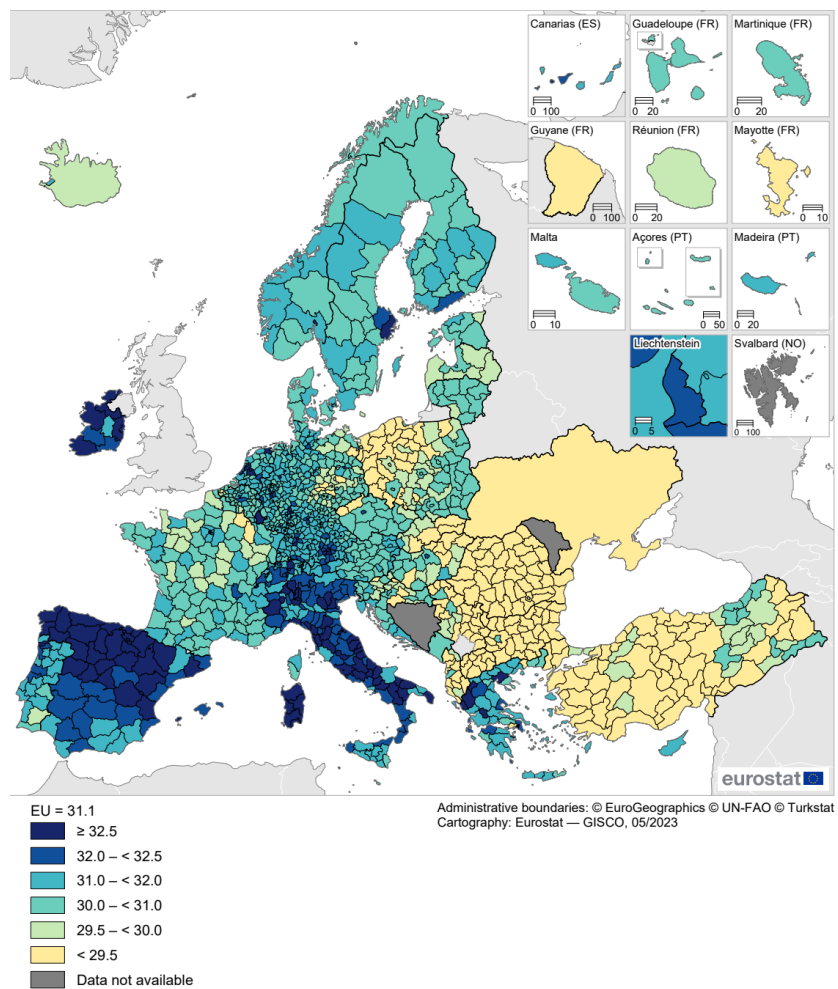 Canarias (ES)
0 100
Guadeloupe (FR)
0 20
Martinique (FR)
0 20
Guyane (FR)
0 100
Réunion (FR)
0 20
Mayotte (FR)
0 10
Malta
0 10
Açores (PT)
0 50
Madeira (PT)
0 20
Liechtenstein
0 5
Svalbard (NO)
0 100
eurostat
Administrative boundaries: © EuroGeographics © UN-FAO © Turkstat
Cartography: Eurostat — GISCO, 05/2023
EU = 31.1
≥ 32.5
32.0 – < 32.5
31.0 – < 32.0
30.0 – < 31.0
29.5 – < 30.0
< 29.5
Data not available